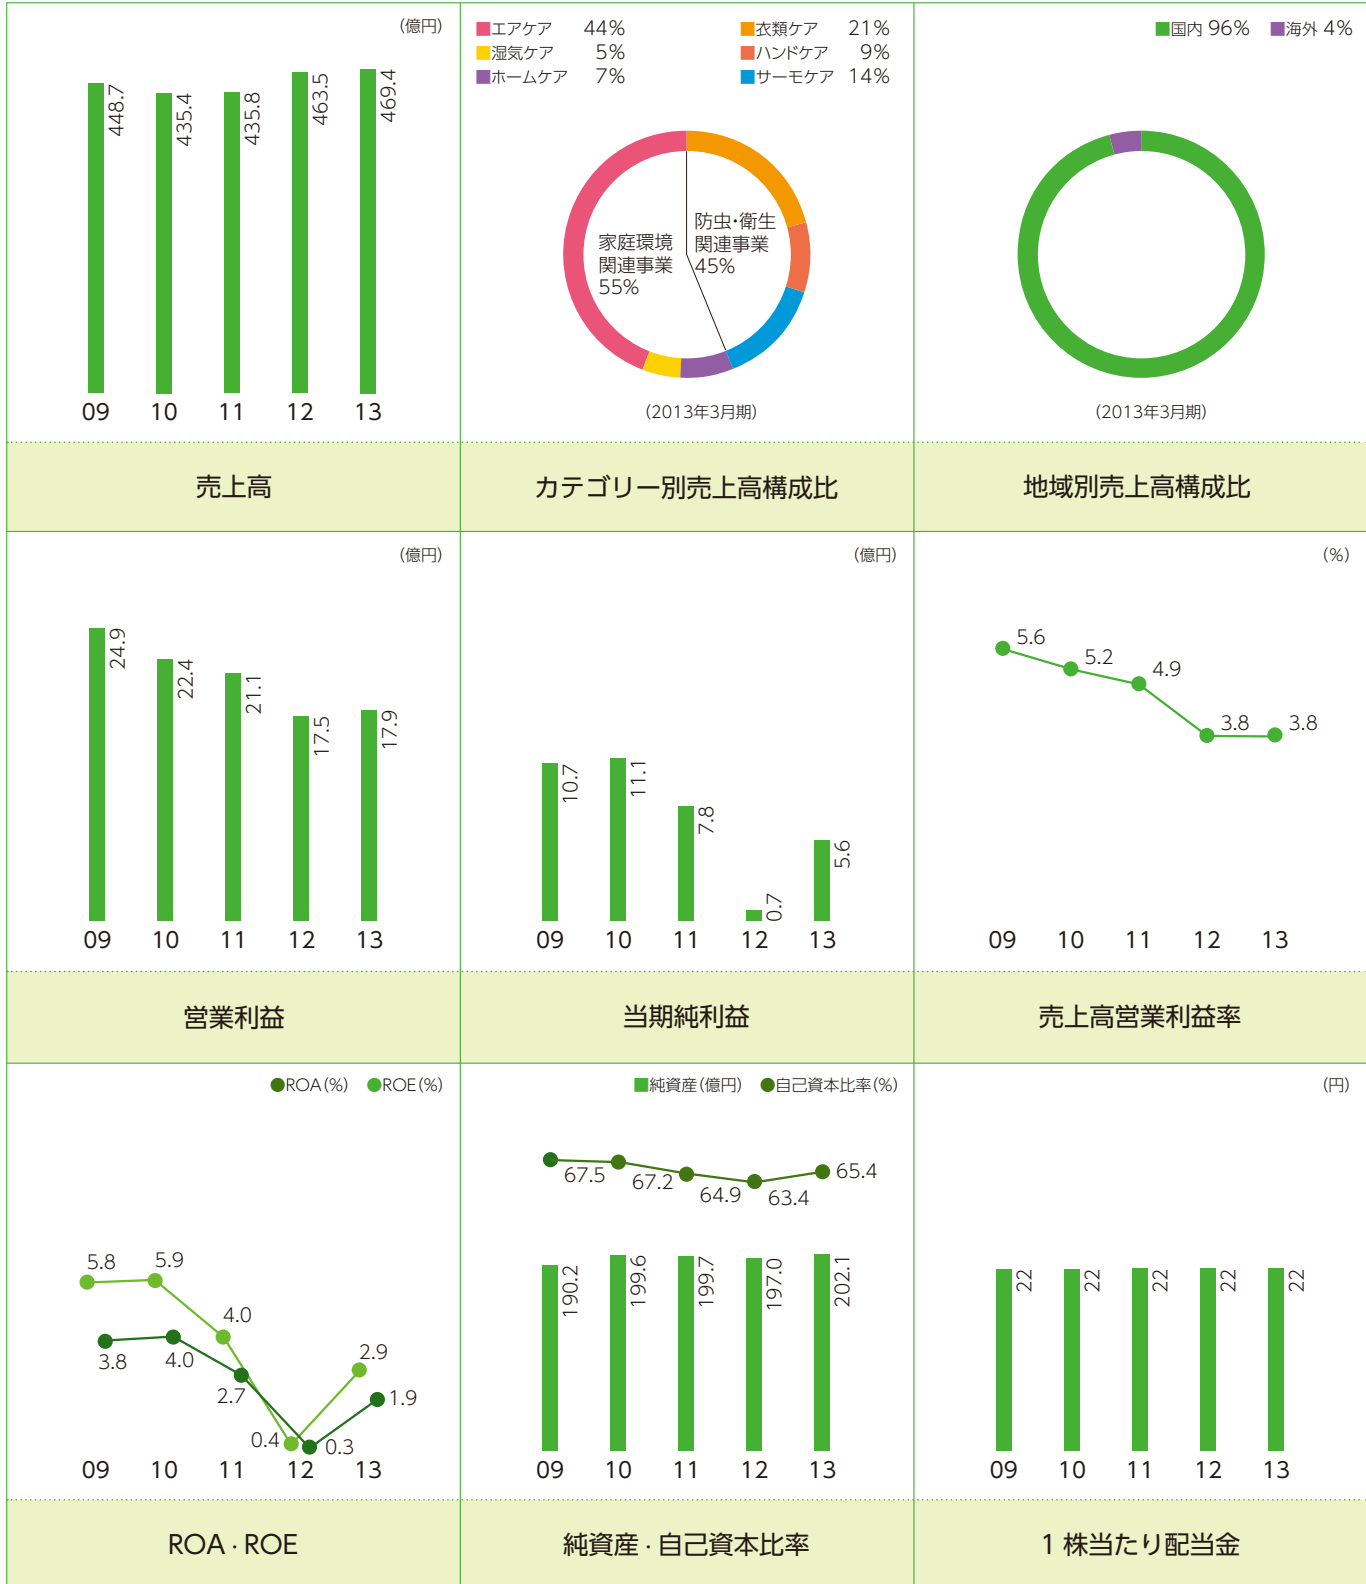 (億円)
448.7
435.4
435.8
463.5
469.4
09 10 11 12 13
売上高
エアケア 44%
湿気ケア 5%
ホームケア 7%
衣類ケア 21%
ハンドケア 9%
サーモケア 14%
家庭環境
関連事業
55%
防虫・衛生
関連事業
45%
(2013年3月期)
カテゴリー別売上高構成比
国内 96% 海外 4%
(2013年3月期)
地域別売上高構成比
(億円)
24.9
22.4
21.1
17.5
17.9
09 10 11 12 13
営業利益
(億円)
10.7
11.1
7.8
0.7
5.6
09 10 11 12 13
当期純利益
(%)
5.6
5.2
4.9
3.8
3.8
09 10 11 12 13
売上高営業利益率
ROA(%) ROE(%)
5.8
5.9
4.0
0.4
2.9
3.8
4.0
2.7
0.3
1.9
09 10 11 12 13
ROA・ROE
純資産(億円) 自己資本比率(%)
67.5
67.2
64.9
63.4
65.4
190.2
199.6
199.7
197.0
202.1
09 10 11 12 13
純資産・自己資本比率
(円)
22
22
22
22
22
09 10 11 12 13
1 株当たり配当金